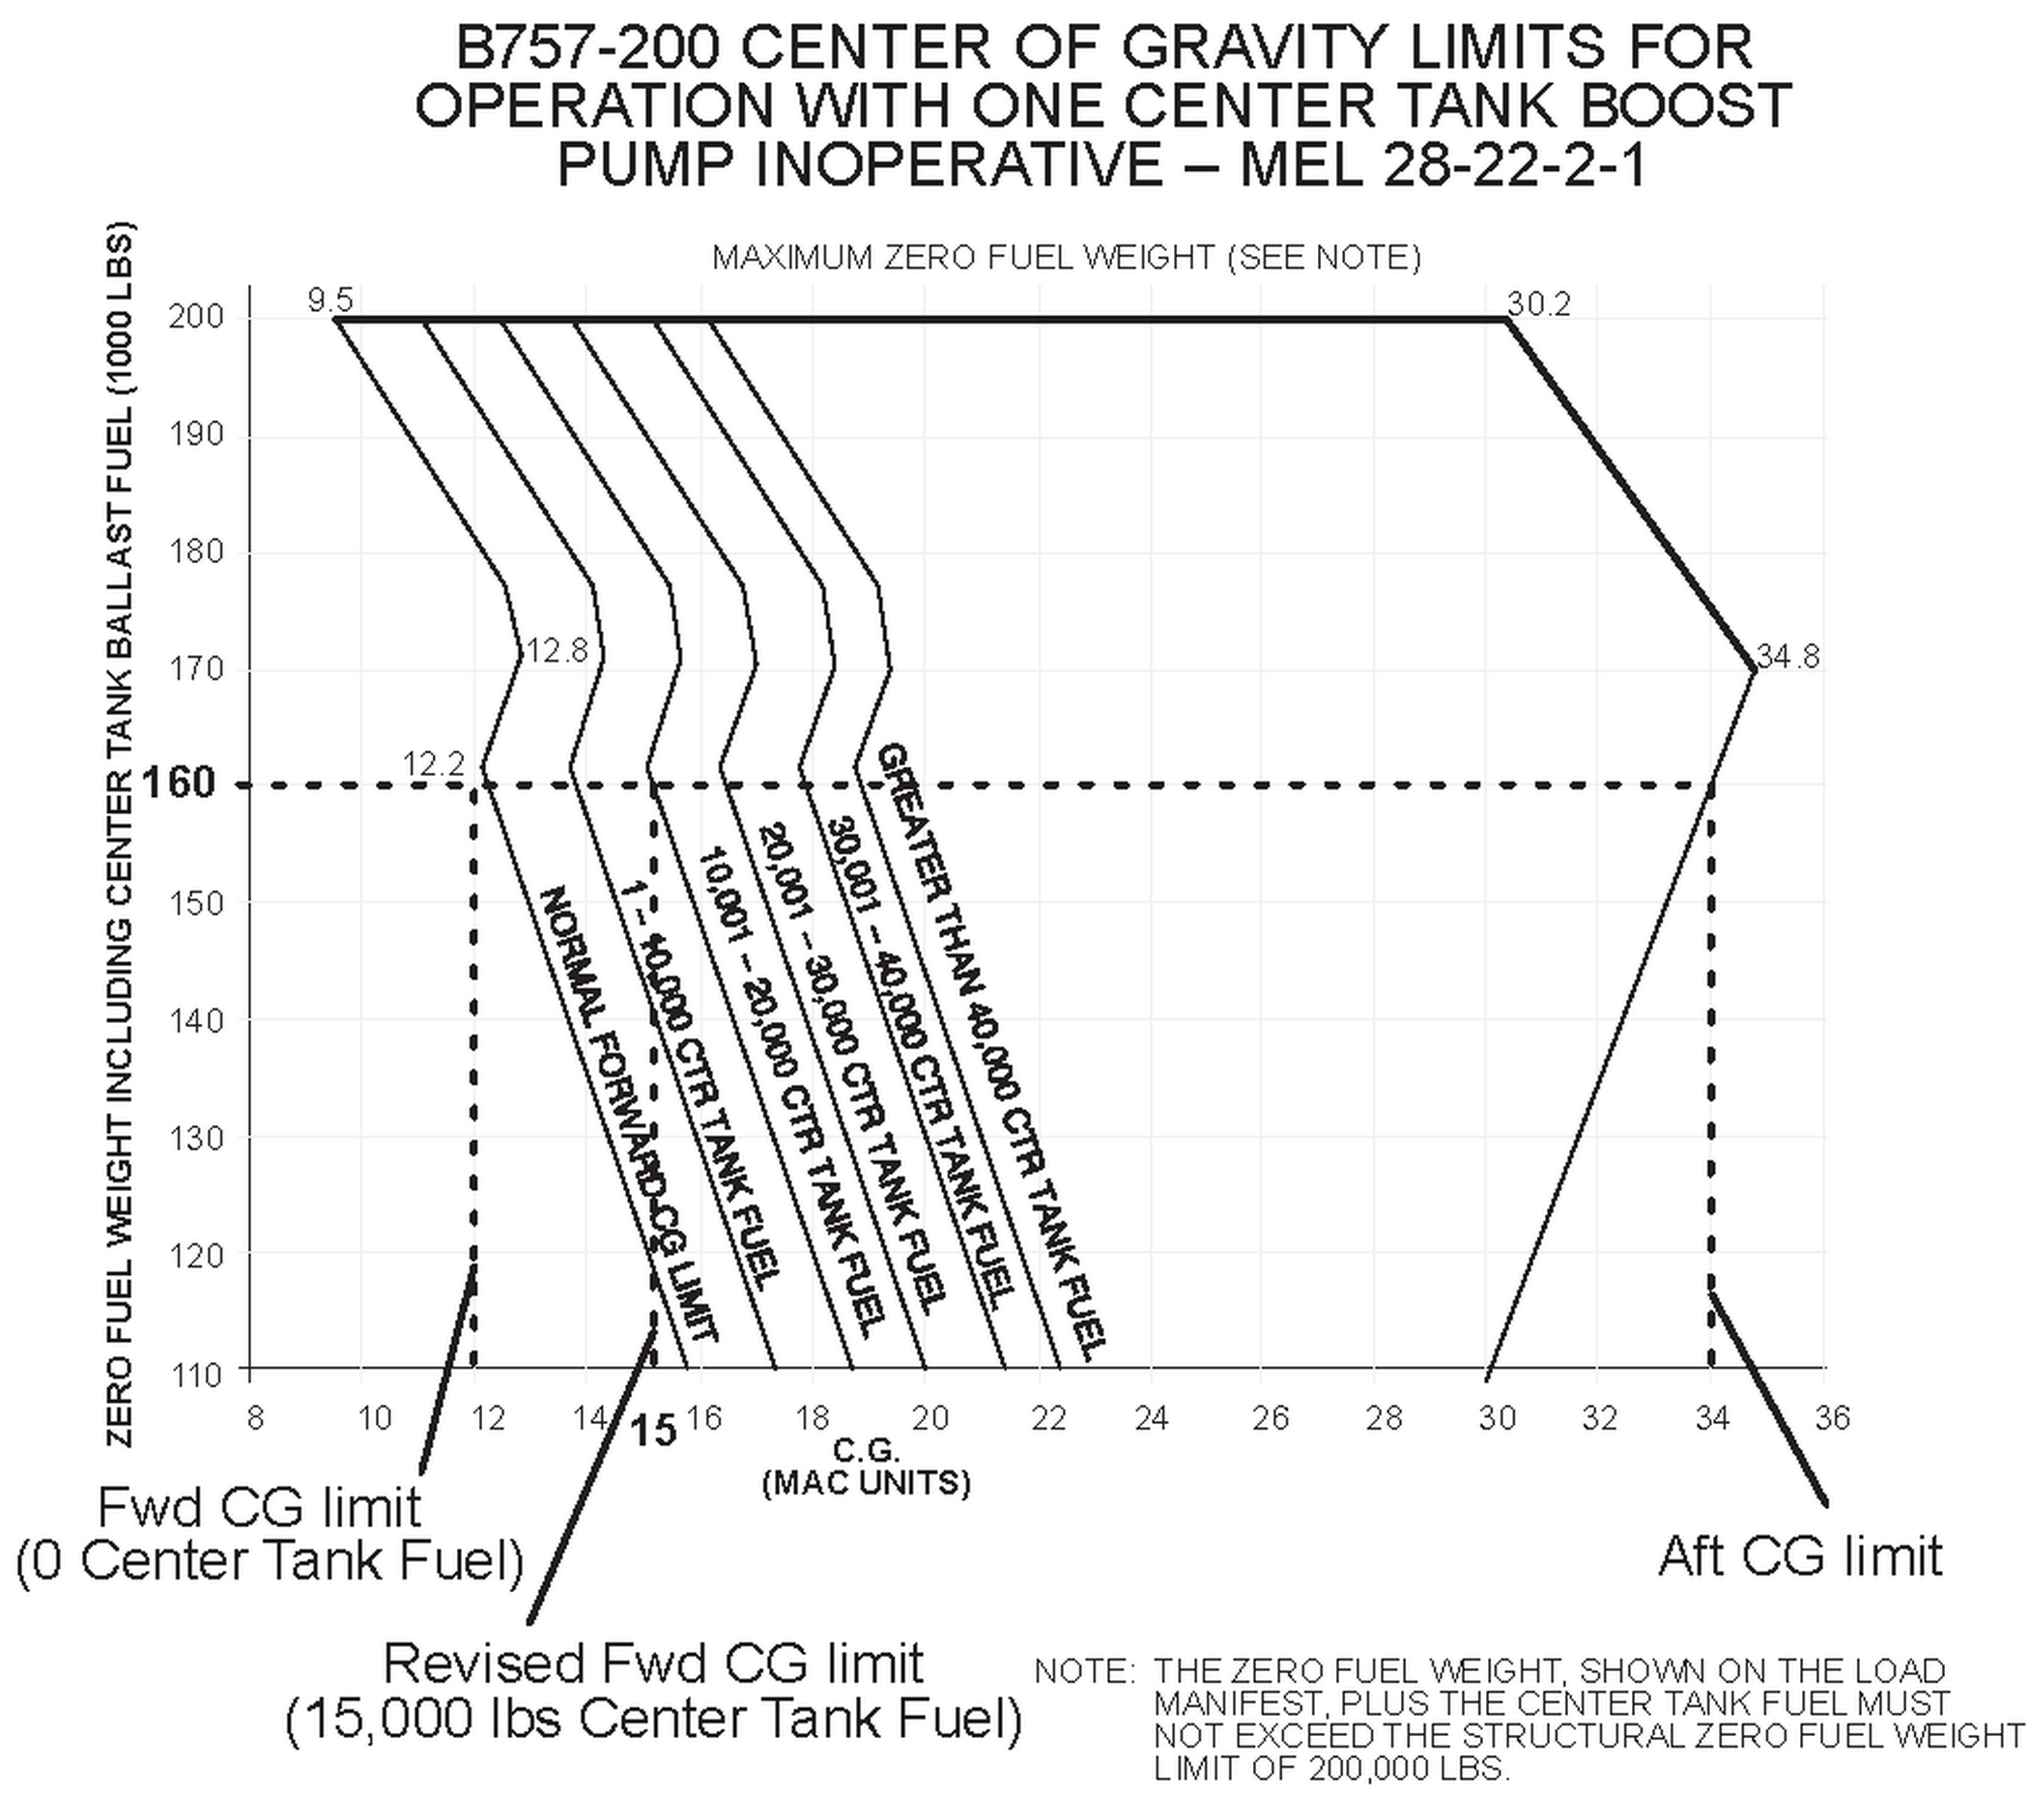 B757-200 CENTER OF GRAVITY LIMITS FOR
OPERATION WITH ONE CENTER TANK BOOST
PUMP INOPERATIVE – MEL 28-22-2-1
MAXIMUM ZERO FUEL WEIGHT (SEE NOTE)
ZERO FUEL WEIGHT INCLUDING CENTER TANK BALLAST FUEL (1000 LBS)
9.5
30.2
200
190
180
12.8
34.8
170
12.2
160
150
140
130
120
110
NORMAL FORWARD CG LIMIT
1 – 10,000 CTR TANK FUEL
10,001 – 20,000 CTR TANK FUEL
20,001 – 30,000 CTR TANK FUEL
30,001 – 40,000 CTR TANK FUEL
GREATER THAN 40,000 CTR TANK FUEL
8 10 12 14 15 16 18 20 22 24 26 28 30 32 34 36
C.G.
(MAC UNITS)
Fwd CG limit
(0 Center Tank Fuel)
Aft CG limit
Revised Fwd CG limit
(15,000 lbs Center Tank Fuel)
NOTE: THE ZERO FUEL WEIGHT, SHOWN ON THE LOAD
MANIFEST, PLUS THE CENTER TANK FUEL MUST
NOT EXCEED THE STRUCTURAL ZERO FUEL WEIGHT
LIMIT OF 200,000 LBS.